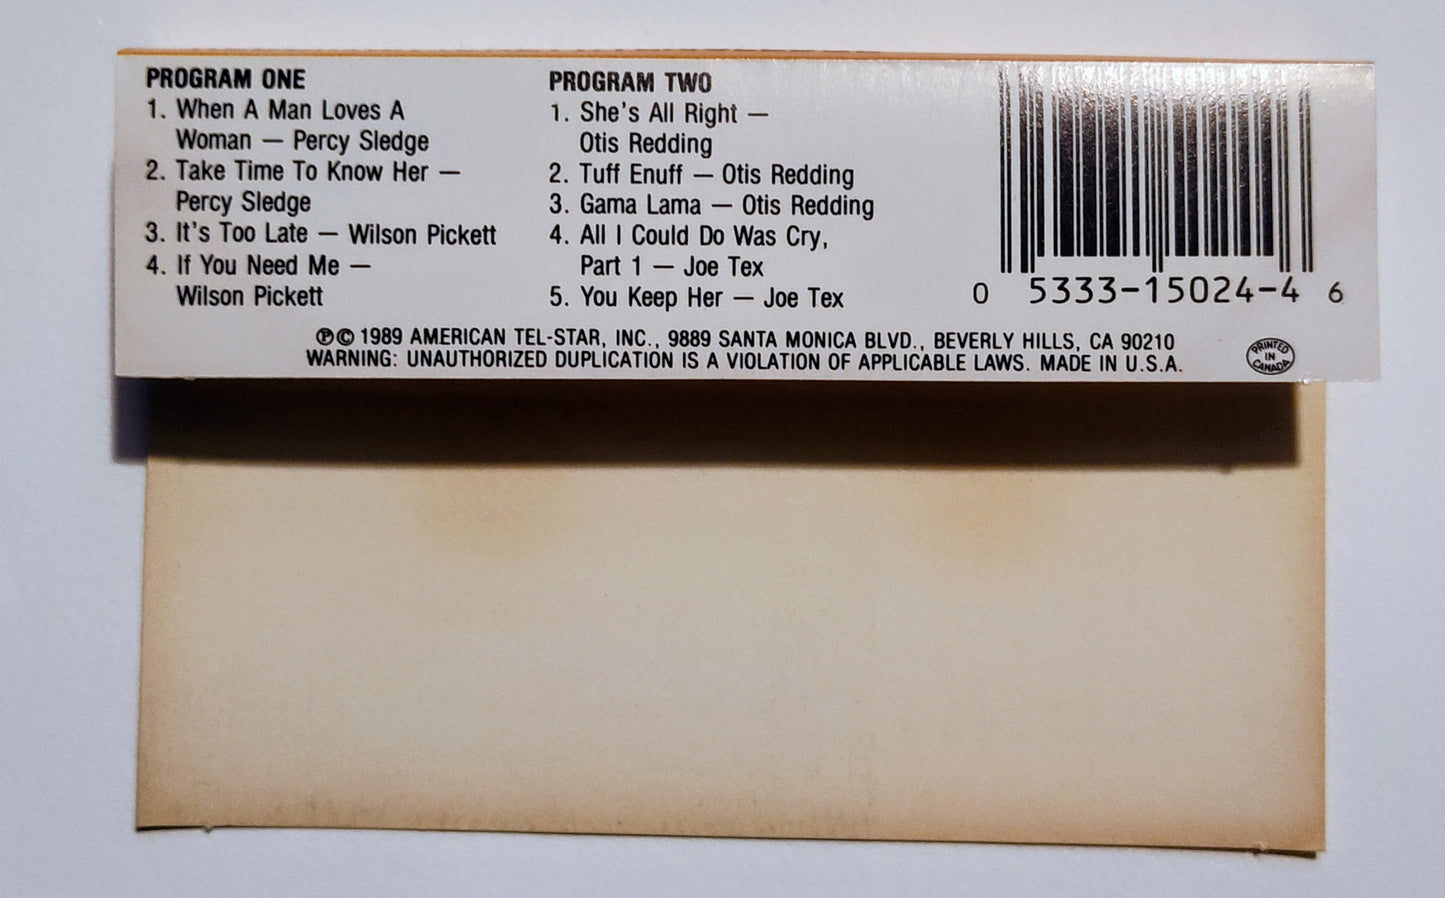 PROGRAM ONE
1. When A Man Loves A
Woman — Percy Sledge
2. Take Time To Know Her —
Percy Sledge
3. It's Too Late — Wilson Pickett
4. If You Need Me —
Wilson Pickett
PROGRAM TWO
1. She's All Right —
Otis Redding
2. Tuff Enuff — Otis Redding
3. Gama Lama — Otis Redding
4. All I Could Do Was Cry,
Part 1 — Joe Tex
5. You Keep Her — Joe Tex
0 5333-15024-4 6
℗© 1989 AMERICAN TEL-STAR, INC., 9889 SANTA MONICA BLVD., BEVERLY HILLS, CA 90210
WARNING: UNAUTHORIZED DUPLICATION IS A VIOLATION OF APPLICABLE LAWS. MADE IN U.S.A.
PRINTED
IN
CANADA